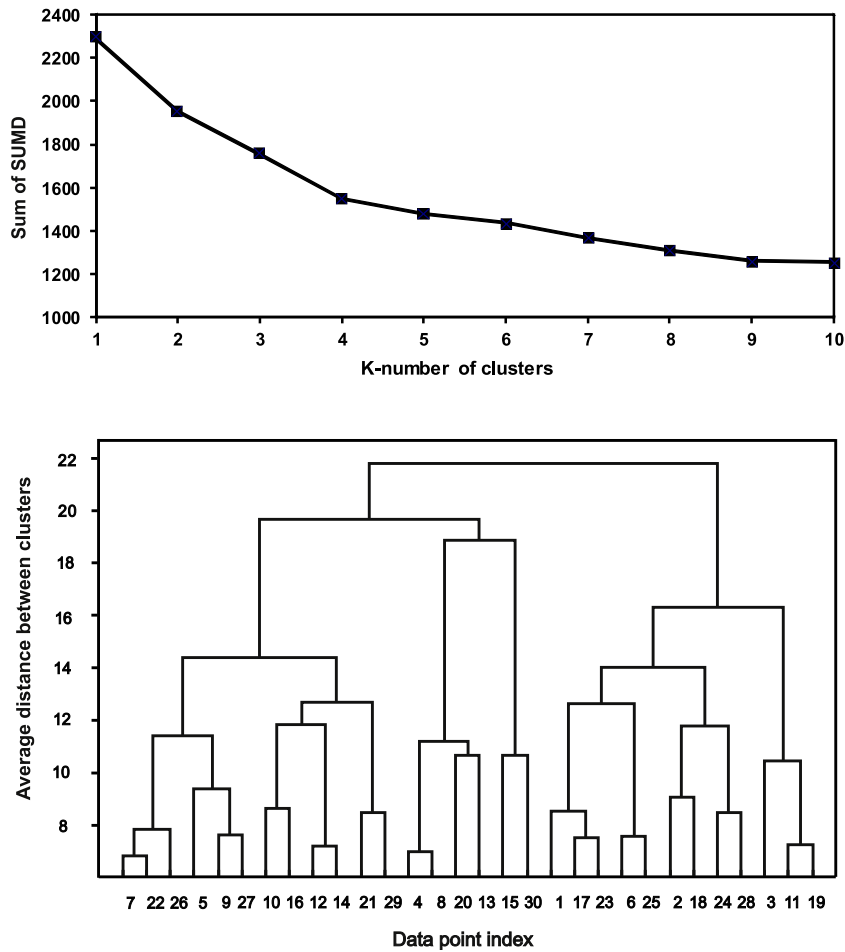 2400
2200
2000
1800
1600
1400
1200
1000
Sum of SUMD
1 2 3 4 5 6 7 8 9 10
K-number of clusters
22
20
18
16
14
12
10
8
Average distance between clusters
7 22 26 5 9 27 10 16 12 14 21 29 4 8 20 13 15 30 1 17 23 6 25 2 18 24 28 3 11 19
Data point index